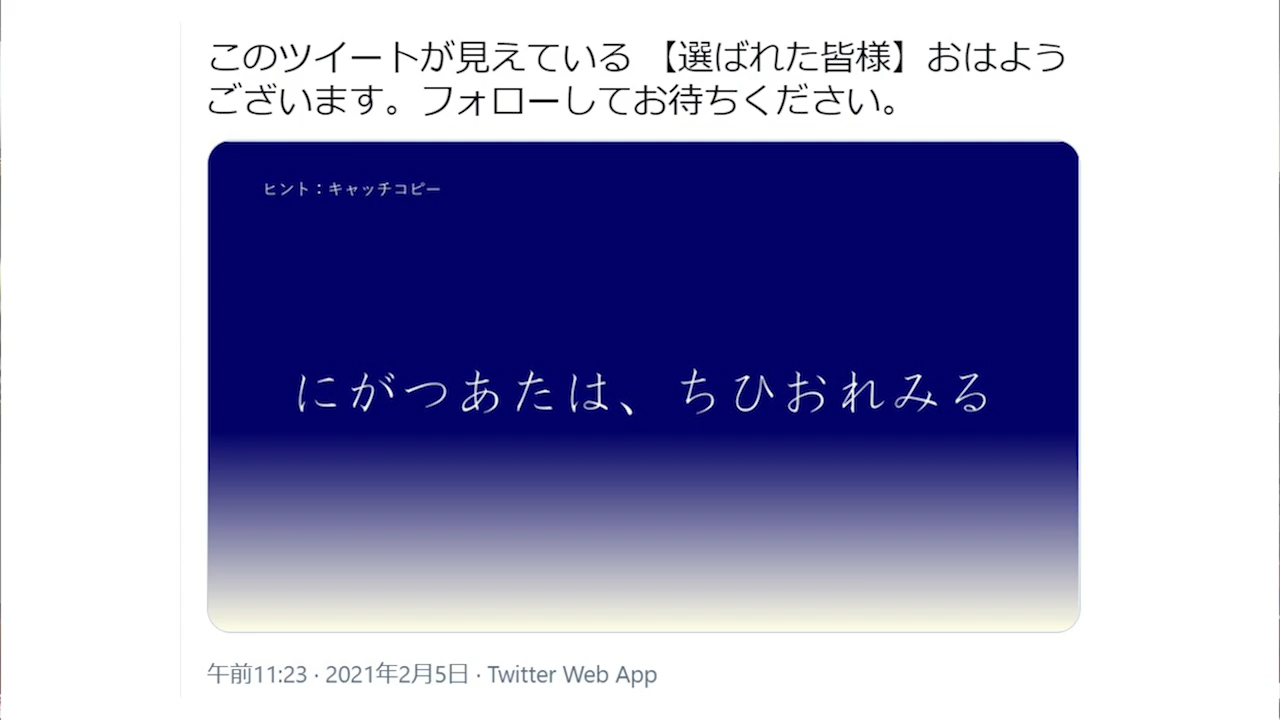 このツイートが見えている 【選ばれた皆様】おはよう
ございます。フォローしてお待ちください。
ヒント：キャッチコピー
にがつあたは、ちひおれみる
午前11:23 · 2021年2月5日 · Twitter Web App